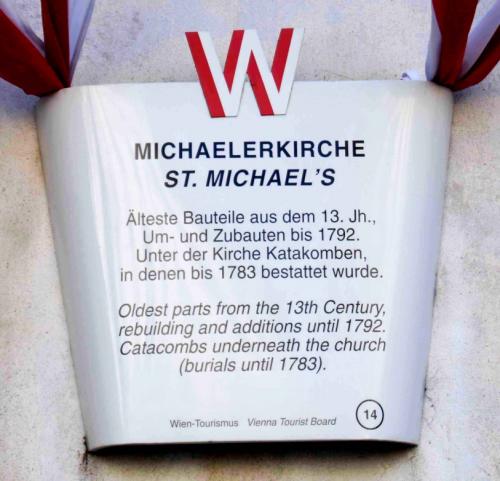 W
MICHAELERKIRCHE
ST. MICHAEL'S
Älteste Bauteile aus dem 13. Jh.,
Um- und Zubauten bis 1792.
Unter der Kirche Katakomben,
in denen bis 1783 bestattet wurde.
Oldest parts from the 13th Century,
rebuilding and additions until 1792.
Catacombs underneath the church
(burials until 1783).
Wien-Tourismus Vienna Tourist Board 14